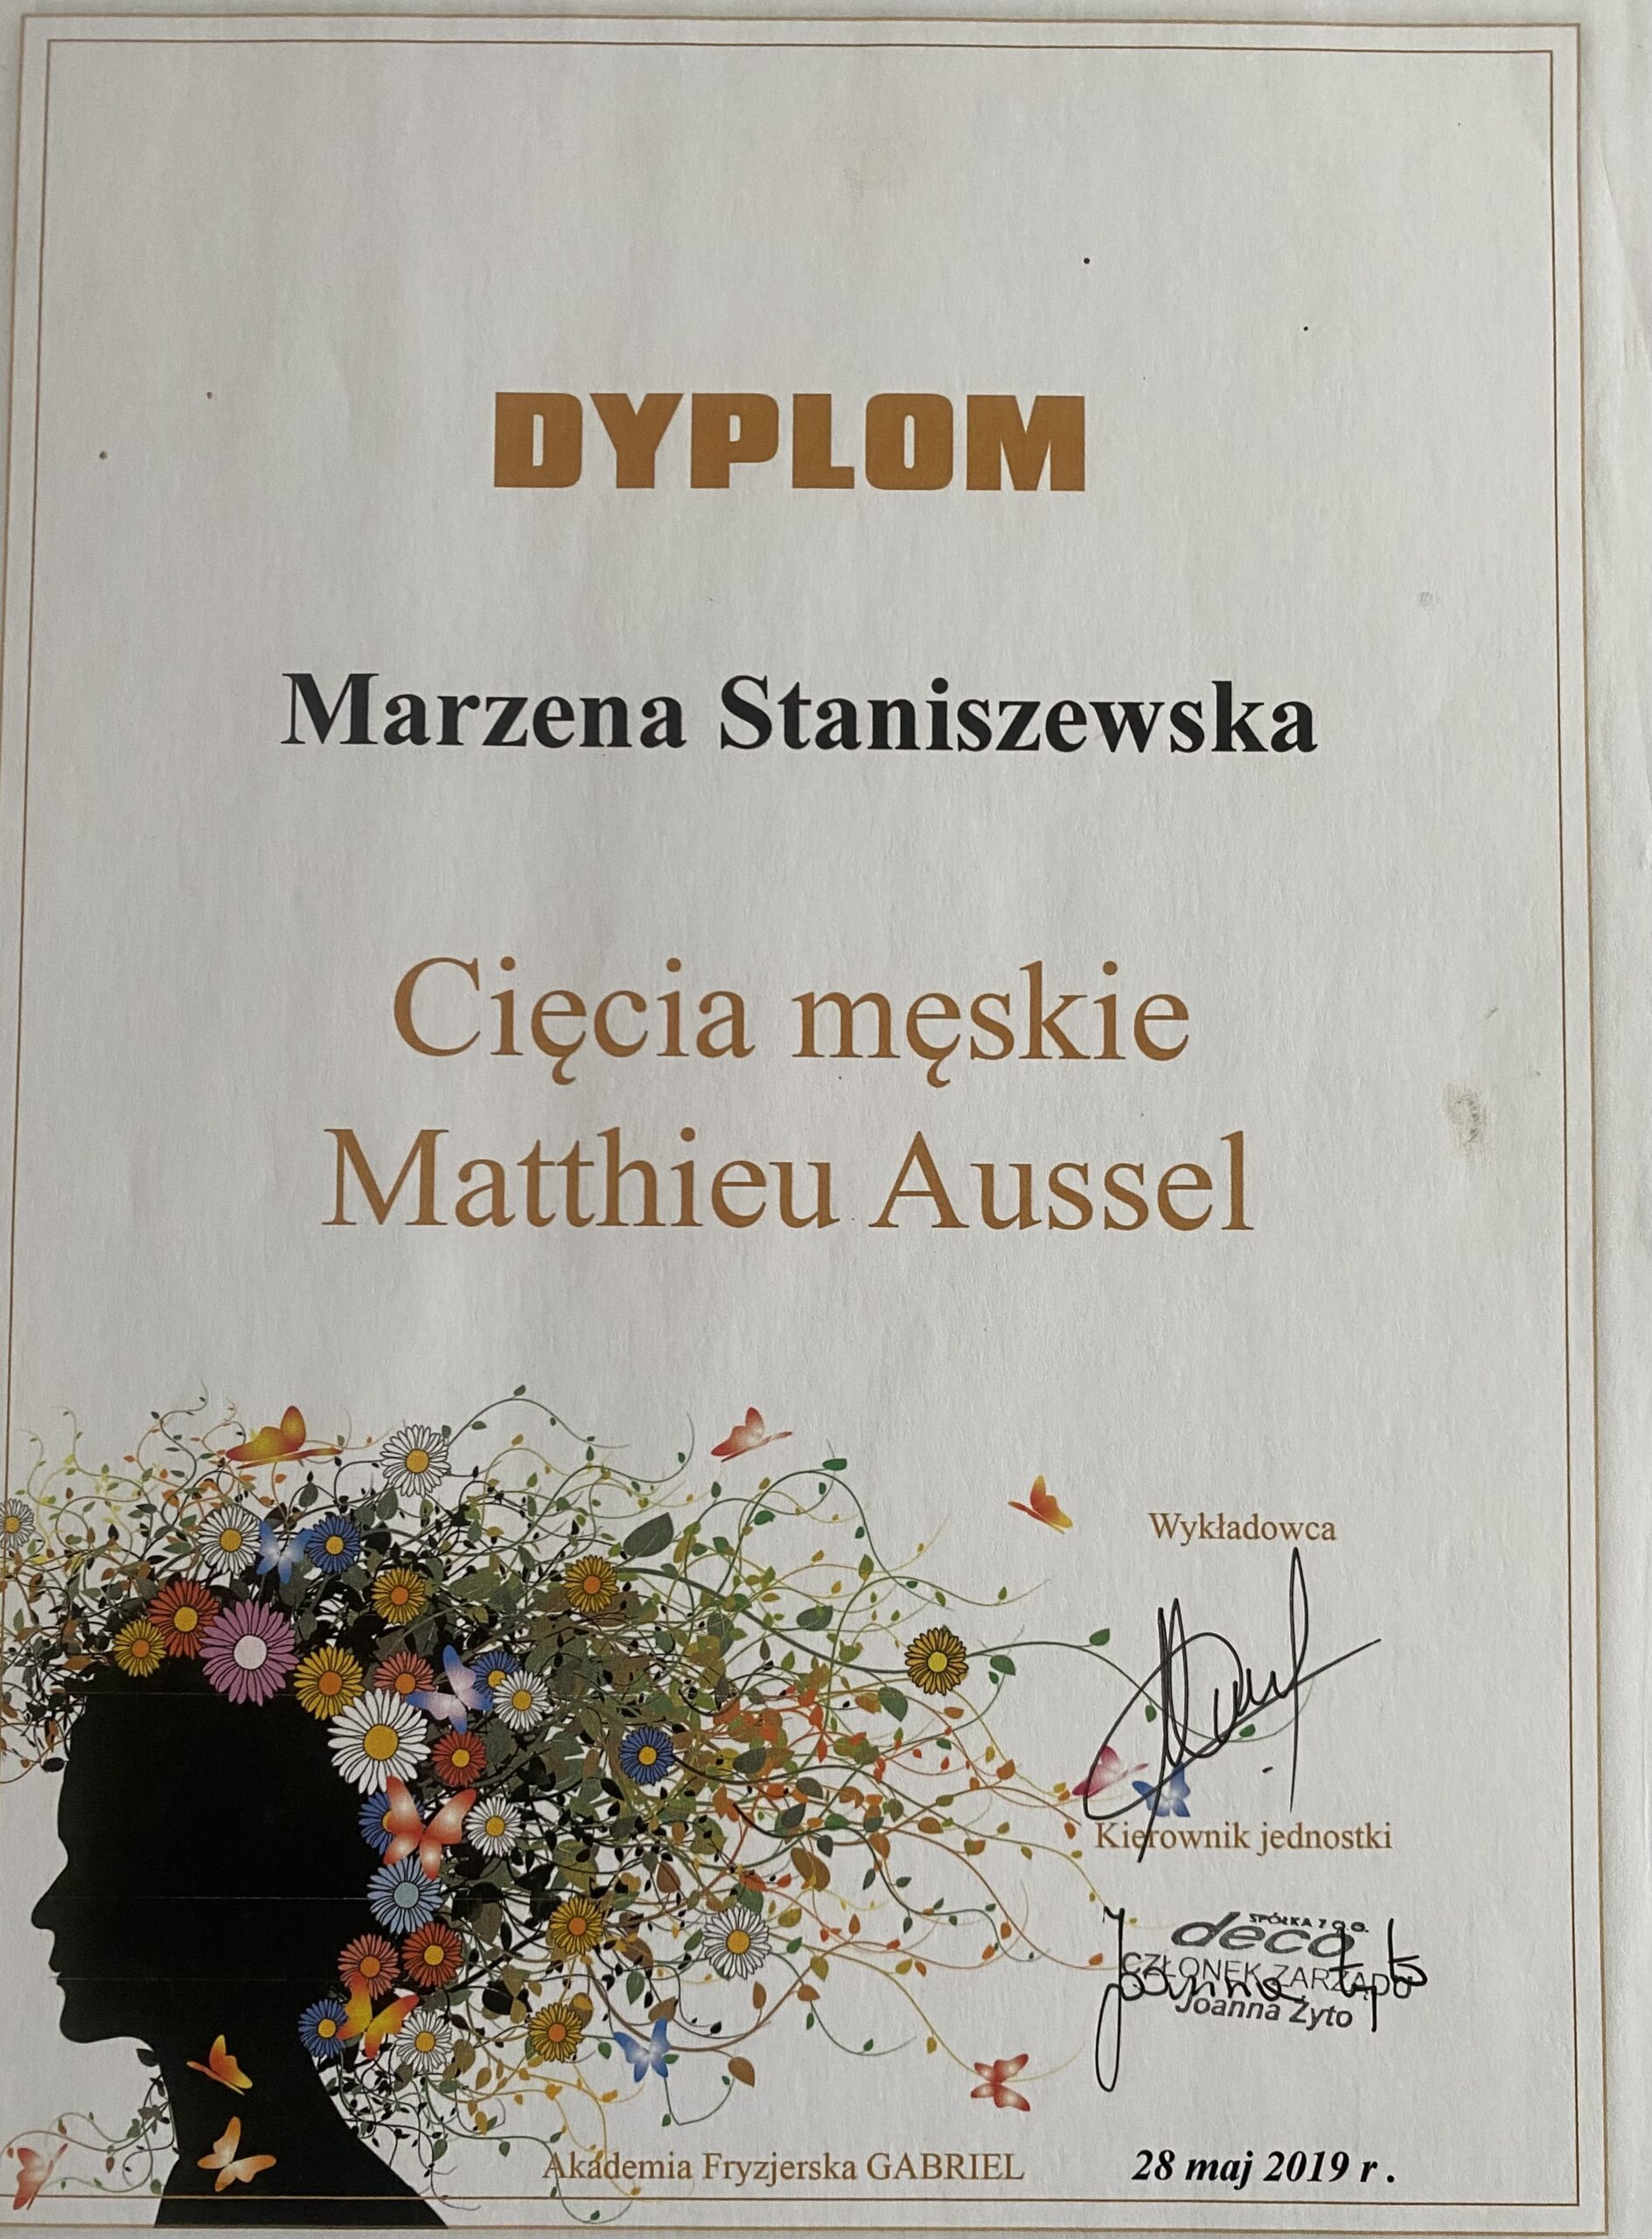 DYPLOM
Marzena Staniszewska
Cięcia męskie
Matthieu Aussel
Wykładowca
Kierownik jednostki
SPÓŁKA Z O.O.
deco
CZŁONEK ZARZĄDU
Joanna Żyto
Akademia Fryzjerska GABRIEL
28 maj 2019 r .